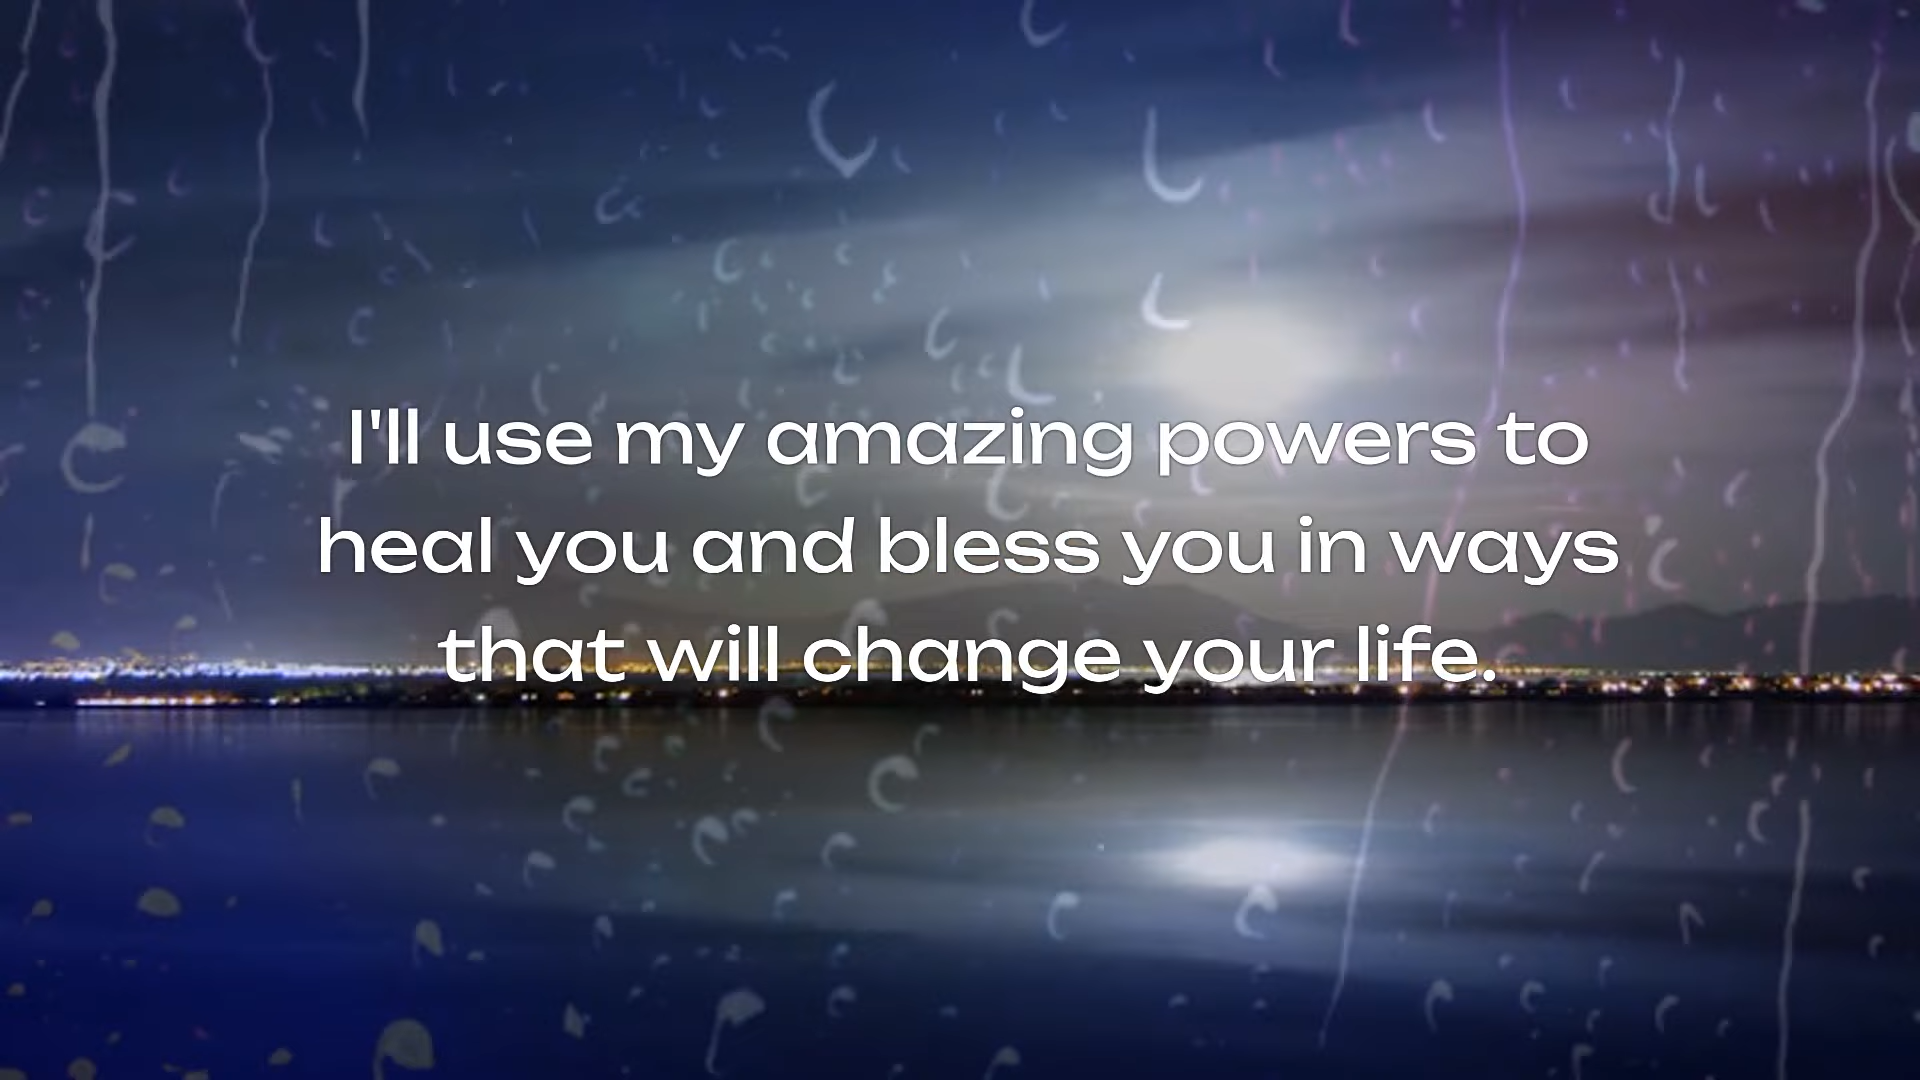 I'll use my amazing powers to
heal you and bless you in ways
that will change your life.